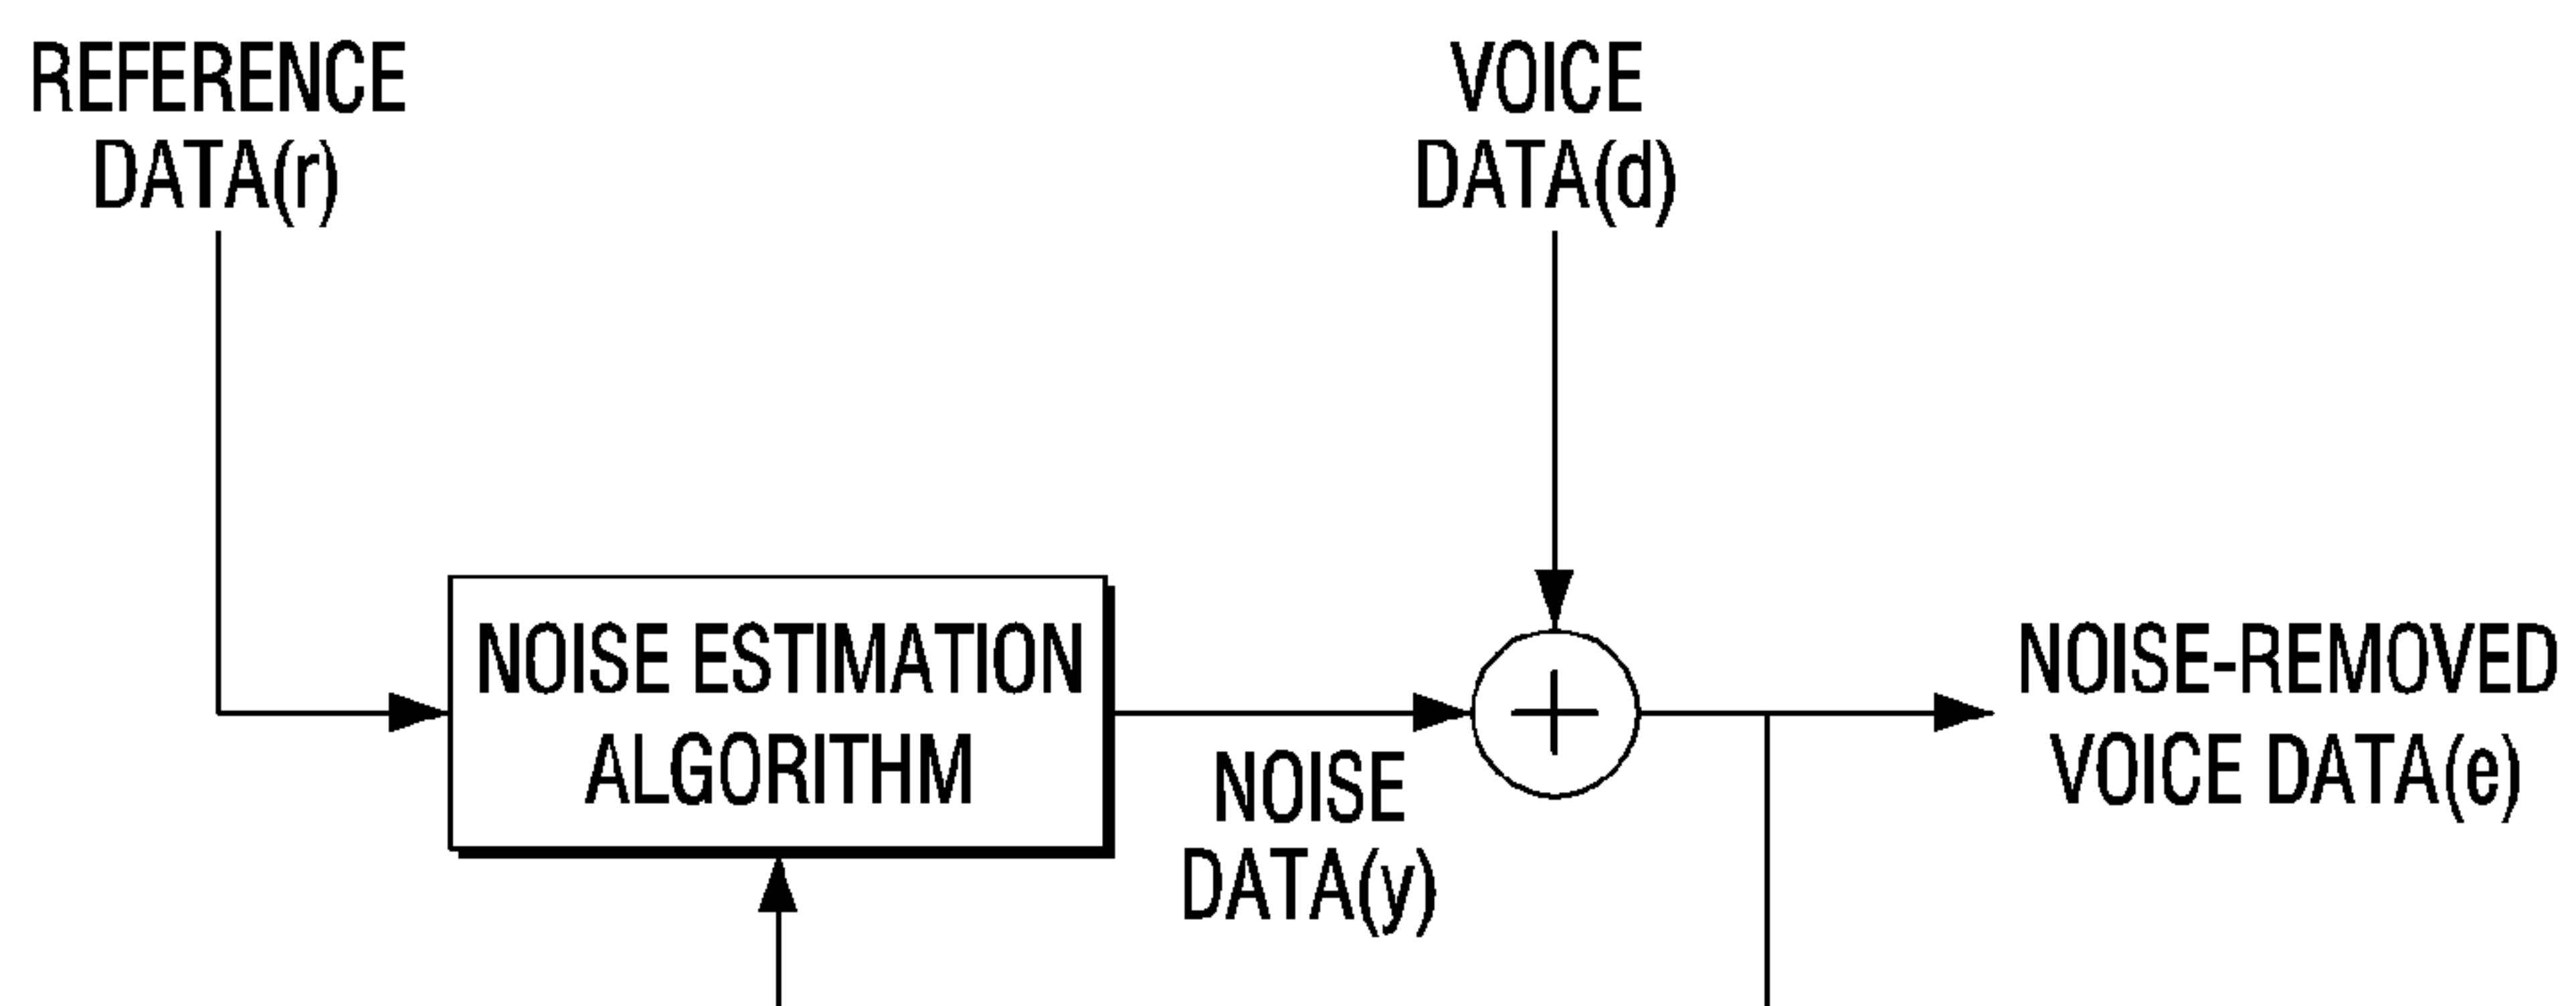 REFERENCE
DATA(r)
VOICE
DATA(d)
NOISE ESTIMATION
ALGORITHM
NOISE
DATA(y)
NOISE-REMOVED
VOICE DATA(e)